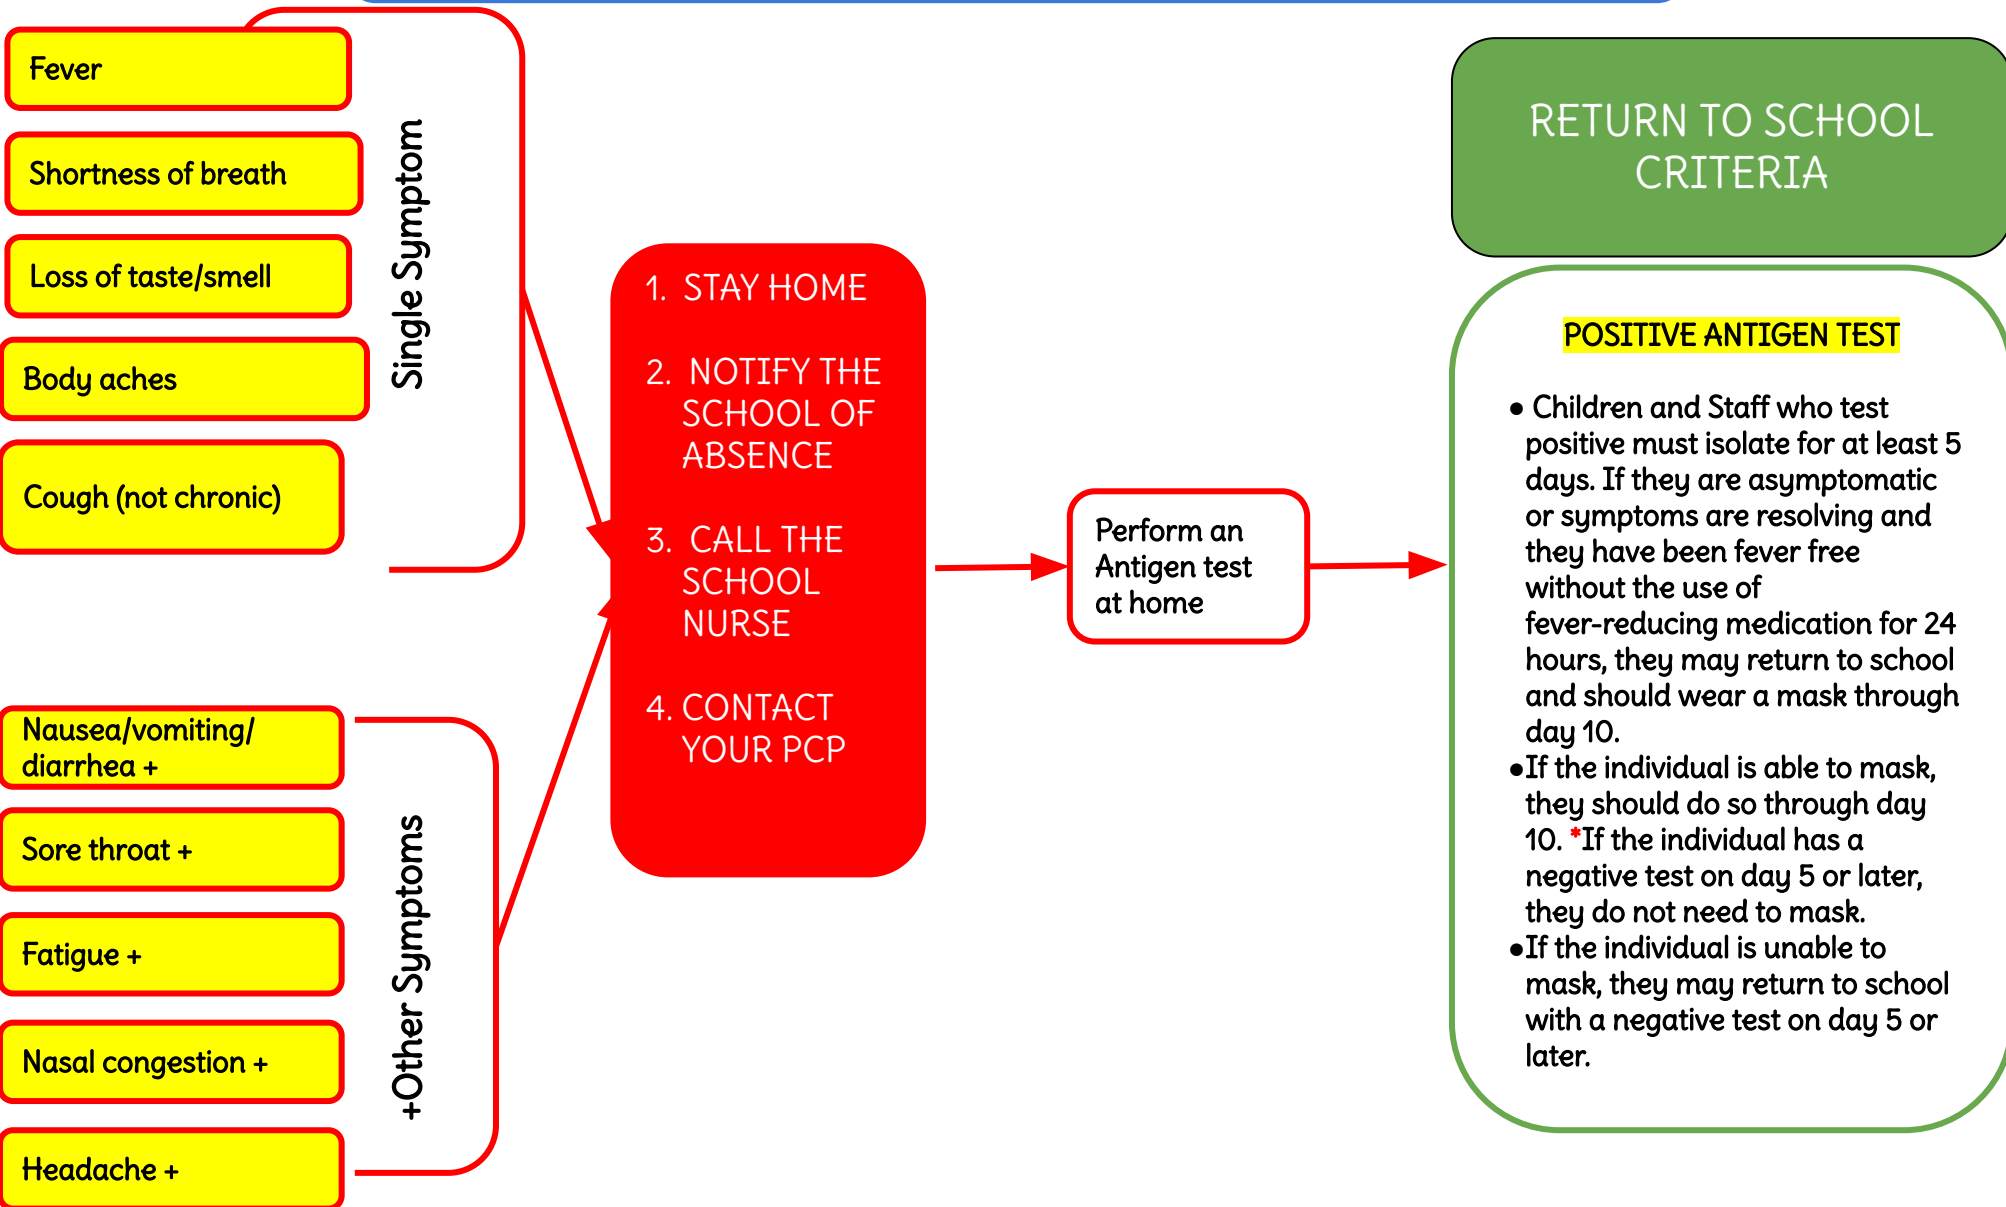 Fever
Shortness of breath
Loss of taste/smell
Body aches
Cough (not chronic)
Single Symptom
Nausea/vomiting/
diarrhea +
Sore throat +
Fatigue +
Nasal congestion +
Headache +
+Other Symptoms
1. STAY HOME
2. NOTIFY THE
SCHOOL OF
ABSENCE
3. CALL THE
SCHOOL
NURSE
4. CONTACT
YOUR PCP
Perform an
Antigen test
at home
RETURN TO SCHOOL
CRITERIA
POSITIVE ANTIGEN TEST
● Children and Staff who test
positive must isolate for at least 5
days. If they are asymptomatic
or symptoms are resolving and
they have been fever free
without the use of
fever-reducing medication for 24
hours, they may return to school
and should wear a mask through
day 10.
●If the individual is able to mask,
they should do so through day
10. *If the individual has a
negative test on day 5 or later,
they do not need to mask.
●If the individual is unable to
mask, they may return to school
with a negative test on day 5 or
later.